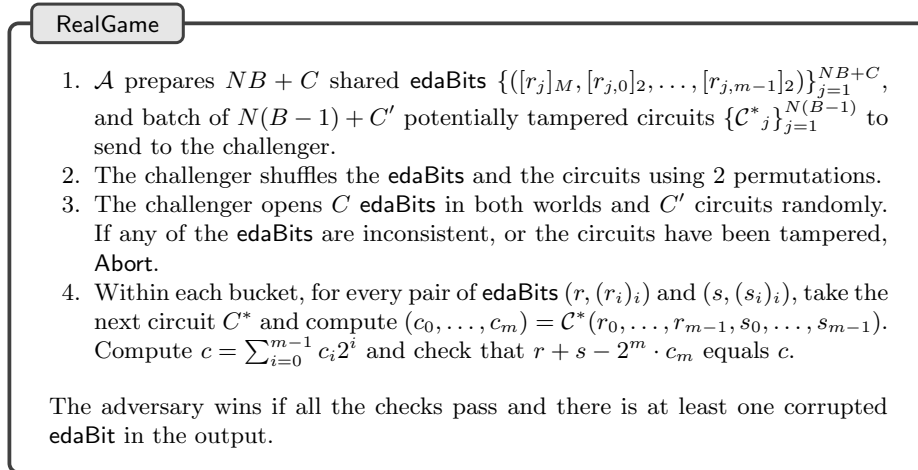 RealGame
1. 𝒜 prepares NB + C shared edaBits {([r_j]_M, [r_{j,0}]_2, . . . , [r_{j,m−1}]_2)}_{j=1}^{NB+C},
and batch of N(B − 1) + C′ potentially tampered circuits {𝒞*_j}_{j=1}^{N(B−1)} to
send to the challenger.
2. The challenger shuffles the edaBits and the circuits using 2 permutations.
3. The challenger opens C edaBits in both worlds and C′ circuits randomly.
If any of the edaBits are inconsistent, or the circuits have been tampered,
Abort.
4. Within each bucket, for every pair of edaBits (r, (r_i)_i) and (s, (s_i)_i), take the
next circuit C* and compute (c_0, . . . , c_m) = 𝒞*(r_0, . . . , r_{m−1}, s_0, . . . , s_{m−1}).
Compute c = ∑_{i=0}^{m−1} c_i 2^i and check that r + s − 2^m · c_m equals c.
The adversary wins if all the checks pass and there is at least one corrupted
edaBit in the output.